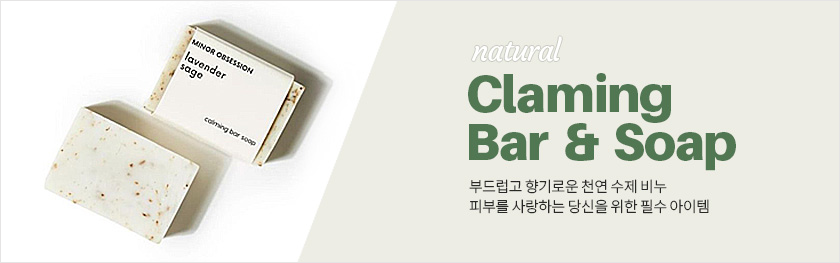 MINOR OBSESSION
lavender
sage
calming bar soap
natural
Claming
Bar & Soap
부드럽고 향기로운 천연 수제 비누
피부를 사랑하는 당신을 위한 필수 아이템